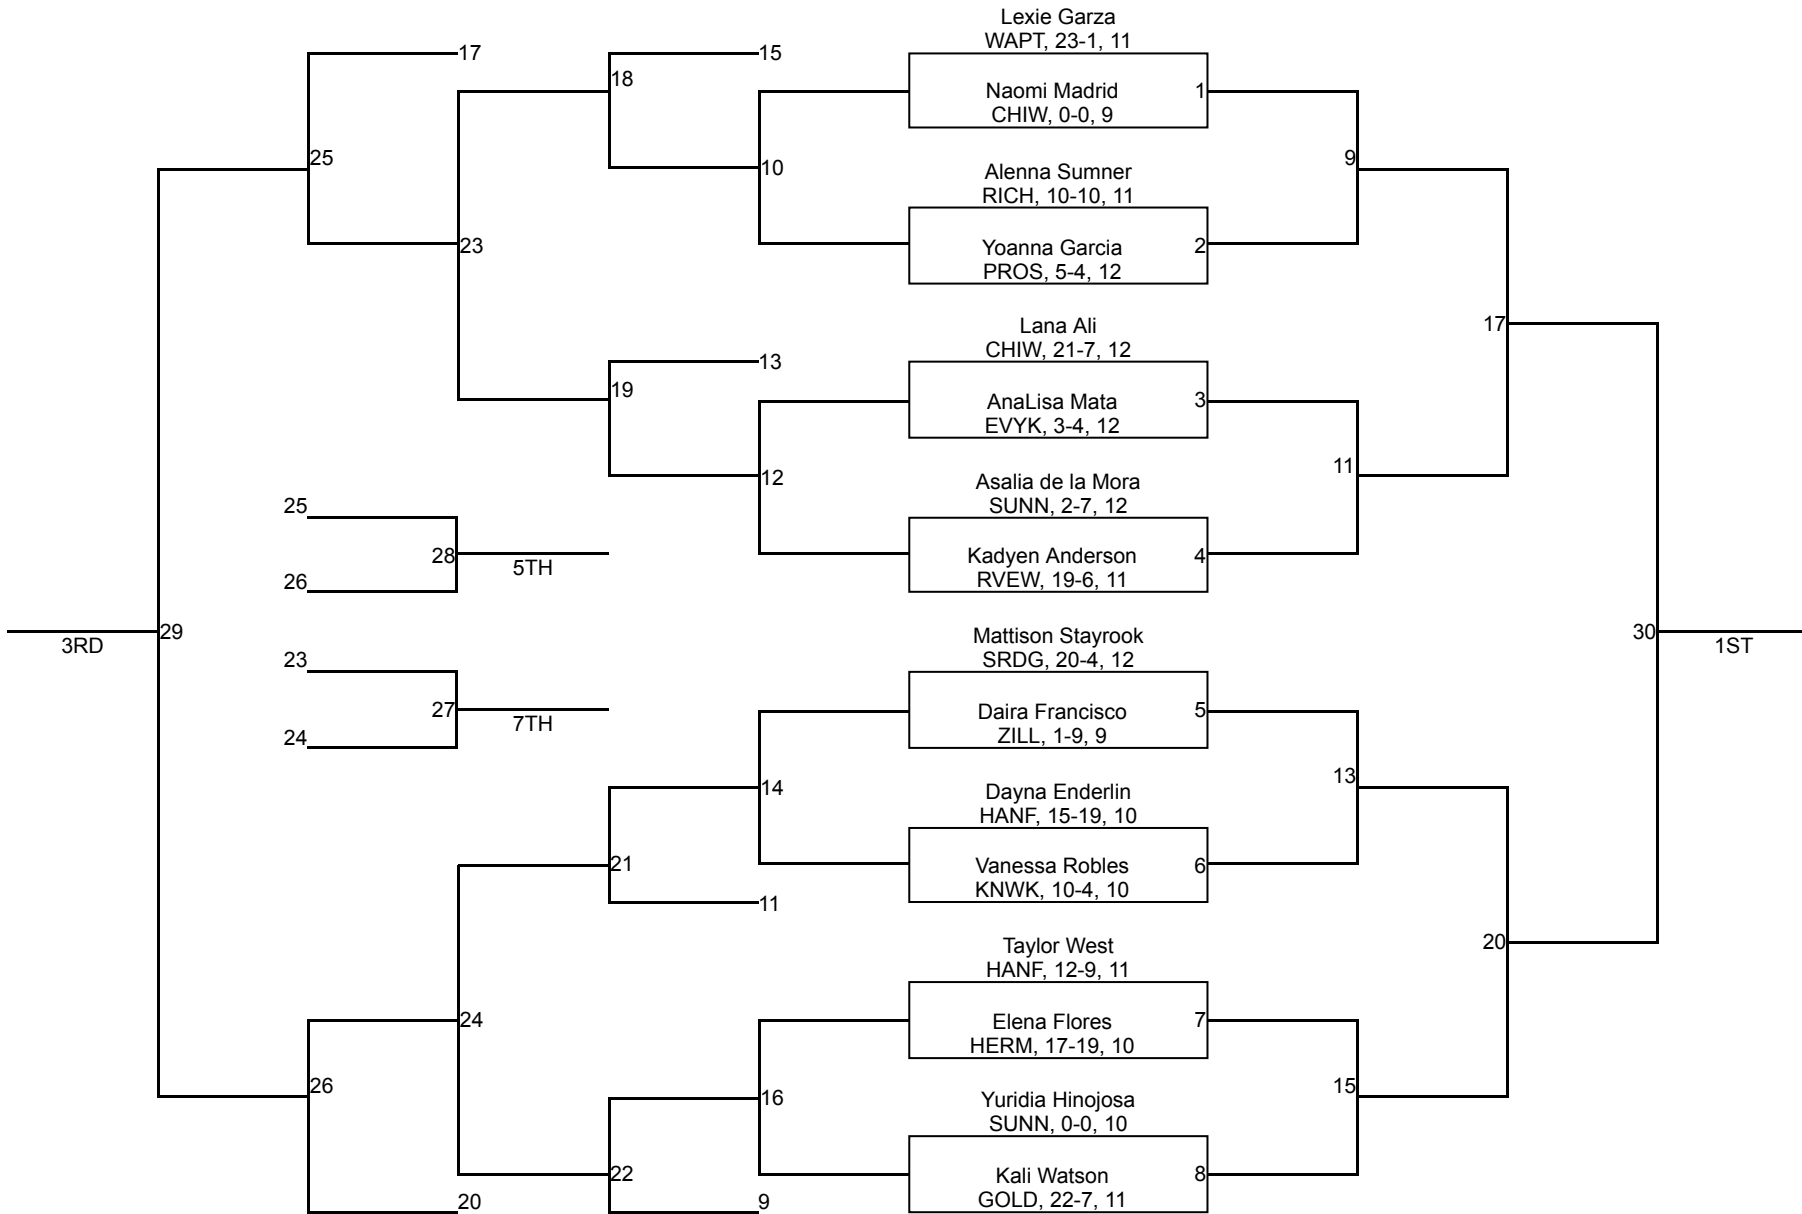 Lexie Garza
WAPT, 23-1, 11
17
15
18
Naomi Madrid
CHIW, 0-0, 9
1
25
10
9
Alenna Sumner
RICH, 10-10, 11
23
Yoanna Garcia
PROS, 5-4, 12
2
Lana Ali
CHIW, 21-7, 12
17
13
19
AnaLisa Mata
EVYK, 3-4, 12
3
12
11
Asalia de la Mora
SUNN, 2-7, 12
25
28
5TH
26
Kadyen Anderson
RVEW, 19-6, 11
4
3RD
29
Mattison Stayrook
SRDG, 20-4, 12
30
1ST
23
27
7TH
24
Daira Francisco
ZILL, 1-9, 9
5
14
13
Dayna Enderlin
HANF, 15-19, 10
21
Vanessa Robles
KNWK, 10-4, 10
6
11
Taylor West
HANF, 12-9, 11
20
24
Elena Flores
HERM, 17-19, 10
7
26
16
15
Yuridia Hinojosa
SUNN, 0-0, 10
22
Kali Watson
GOLD, 22-7, 11
8
20
9